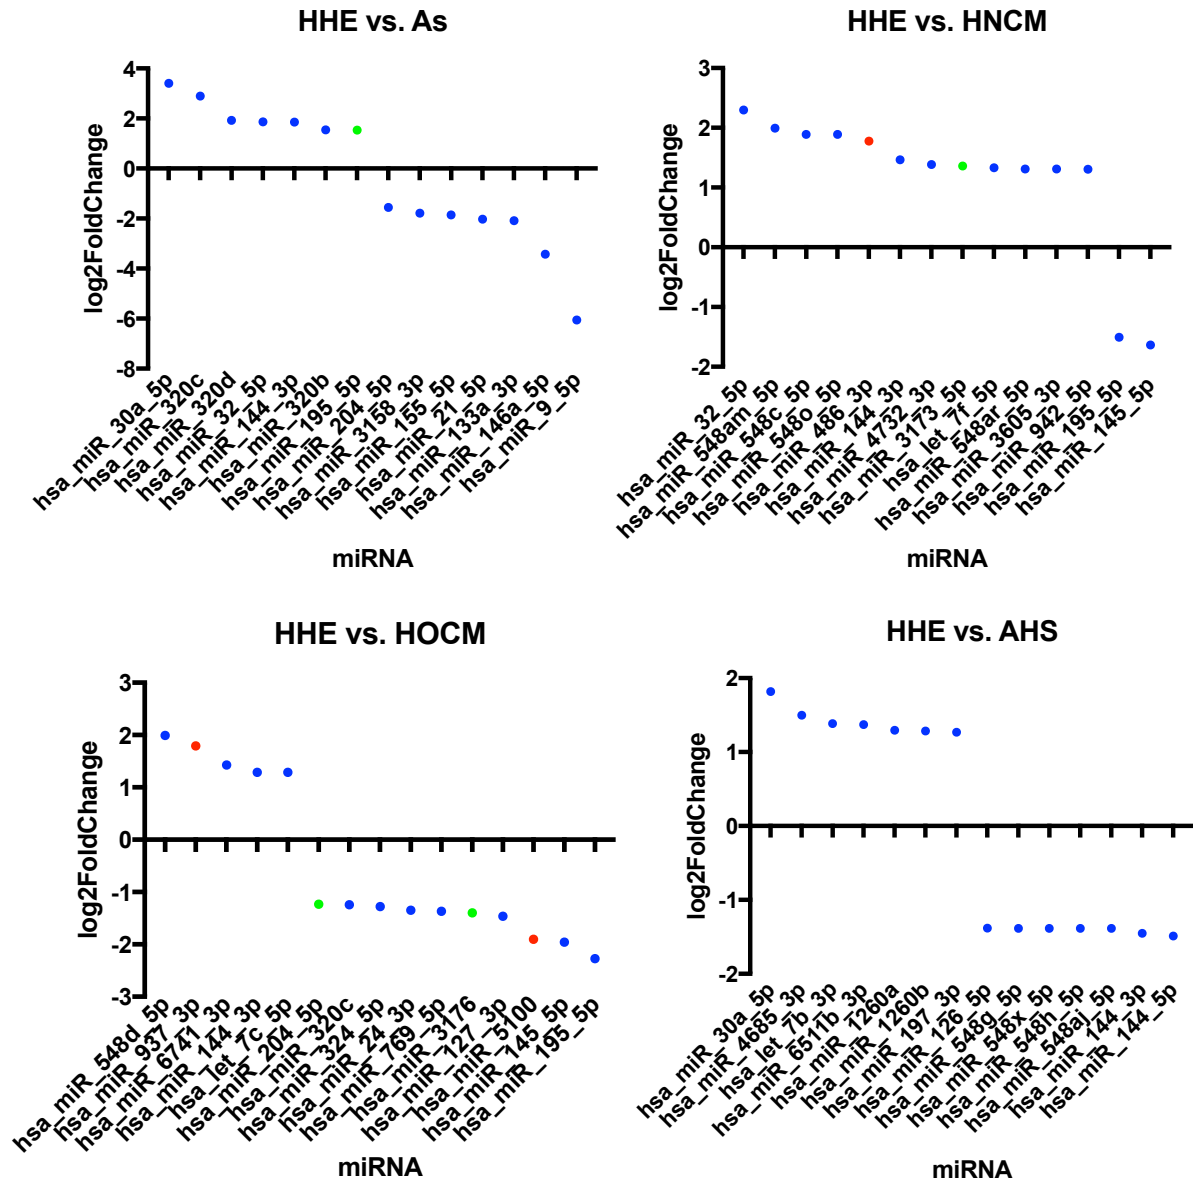 HHE vs. As
log2FoldChange
4
2
0
-2
-4
-6
-8
hsa_miR_30a_5p
hsa_miR_320c
hsa_miR_320d
hsa_miR_32_5p
hsa_miR_144_3p
hsa_miR_320b
hsa_miR_195_5p
hsa_miR_204_5p
hsa_miR_3158_3p
hsa_miR_155_5p
hsa_miR_21_5p
hsa_miR_133a_3p
hsa_miR_146a_5p
hsa_miR_9_5p
miRNA
HHE vs. HNCM
log2FoldChange
3
2
1
0
-1
-2
hsa_miR_32_5p
hsa_miR_548am_5p
hsa_miR_548c_5p
hsa_miR_548o_5p
hsa_miR_486_3p
hsa_miR_144_3p
hsa_miR_4732_3p
hsa_miR_3173_5p
hsa_let_7f_5p
hsa_miR_548ar_5p
hsa_miR_3605_3p
hsa_miR_942_5p
hsa_miR_195_5p
hsa_miR_145_5p
miRNA
HHE vs. HOCM
log2FoldChange
3
2
1
0
-1
-2
-3
hsa_miR_548d_5p
hsa_miR_937_3p
hsa_miR_6741_3p
hsa_miR_144_3p
hsa_let_7c_5p
hsa_miR_204_5p
hsa_miR_320c
hsa_miR_324_5p
hsa_miR_24_3p
hsa_miR_769_5p
hsa_miR_3176
hsa_miR_127_3p
hsa_miR_5100
hsa_miR_145_5p
hsa_miR_195_5p
miRNA
HHE vs. AHS
log2FoldChange
2
1
0
-1
-2
hsa_miR_30a_5p
hsa_miR_4685_3p
hsa_let_7b_3p
hsa_miR_6511b_3p
hsa_miR_1260a
hsa_miR_1260b
hsa_miR_197_3p
hsa_miR_126_5p
hsa_miR_548g_5p
hsa_miR_548x_5p
hsa_miR_548h_5p
hsa_miR_548aj_5p
hsa_miR_144_3p
hsa_miR_144_5p
miRNA